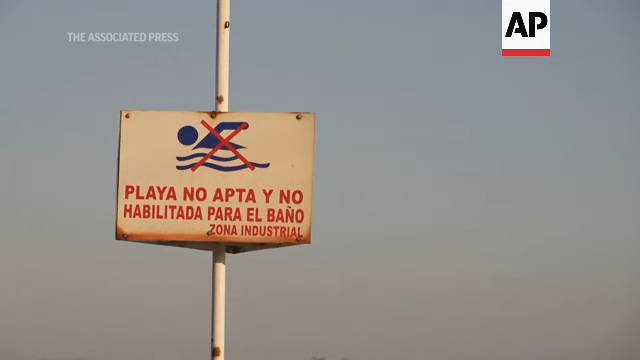 THE ASSOCIATED PRESS
AP
PLAYA NO APTA Y NO
HABILITADA PARA EL BAÑO
ZONA INDUSTRIAL